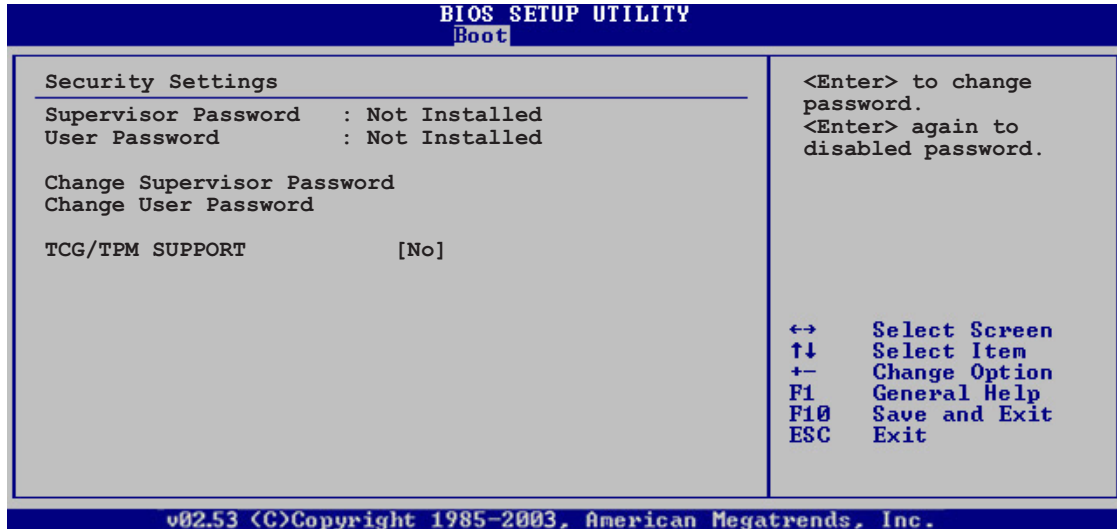 BIOS SETUP UTILITY
Boot
Security Settings
Supervisor Password : Not Installed
User Password : Not Installed
Change Supervisor Password
Change User Password
TCG/TPM SUPPORT [No]
<Enter> to change
password.
<Enter> again to
disabled password.
←→ Select Screen
↑↓ Select Item
+- Change Option
F1 General Help
F10 Save and Exit
ESC Exit
v02.53 (C)Copyright 1985-2003, American Megatrends, Inc.